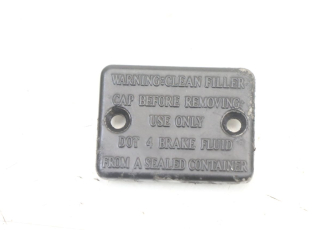 WARNING:CLEAN FILLER
CAP BEFORE REMOVING
USE ONLY
DOT 4 BRAKE FLUID
FROM A SEALED CONTAINER